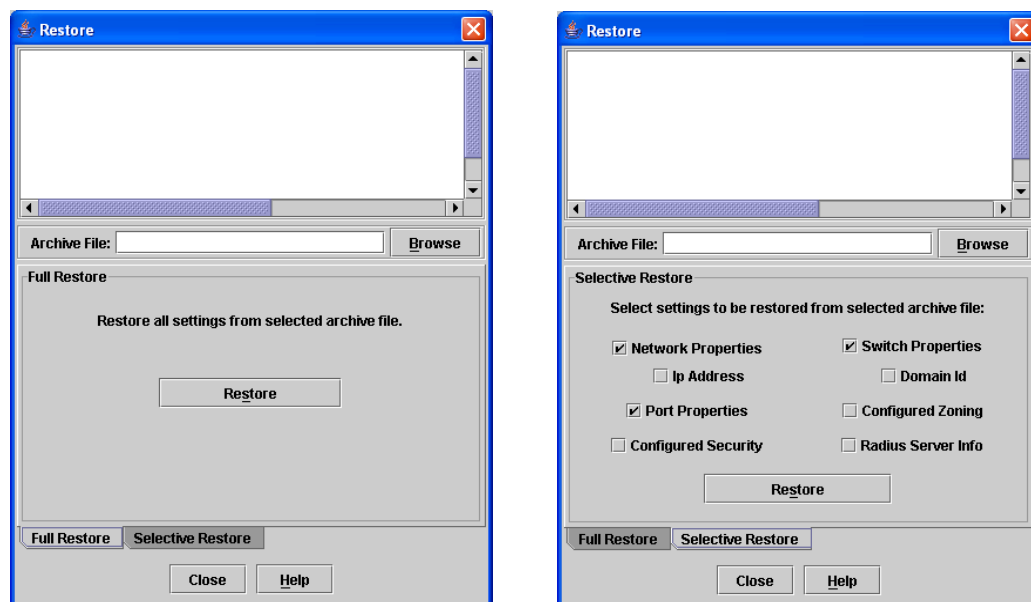 Restore
Archive File:
Browse
Full Restore
Restore all settings from selected archive file.
Restore
Full Restore
Selective Restore
Close
Help
Restore
Archive File:
Browse
Selective Restore
Select settings to be restored from selected archive file:
Network Properties
Switch Properties
Ip Address
Domain Id
Port Properties
Configured Zoning
Configured Security
Radius Server Info
Restore
Full Restore
Selective Restore
Close
Help